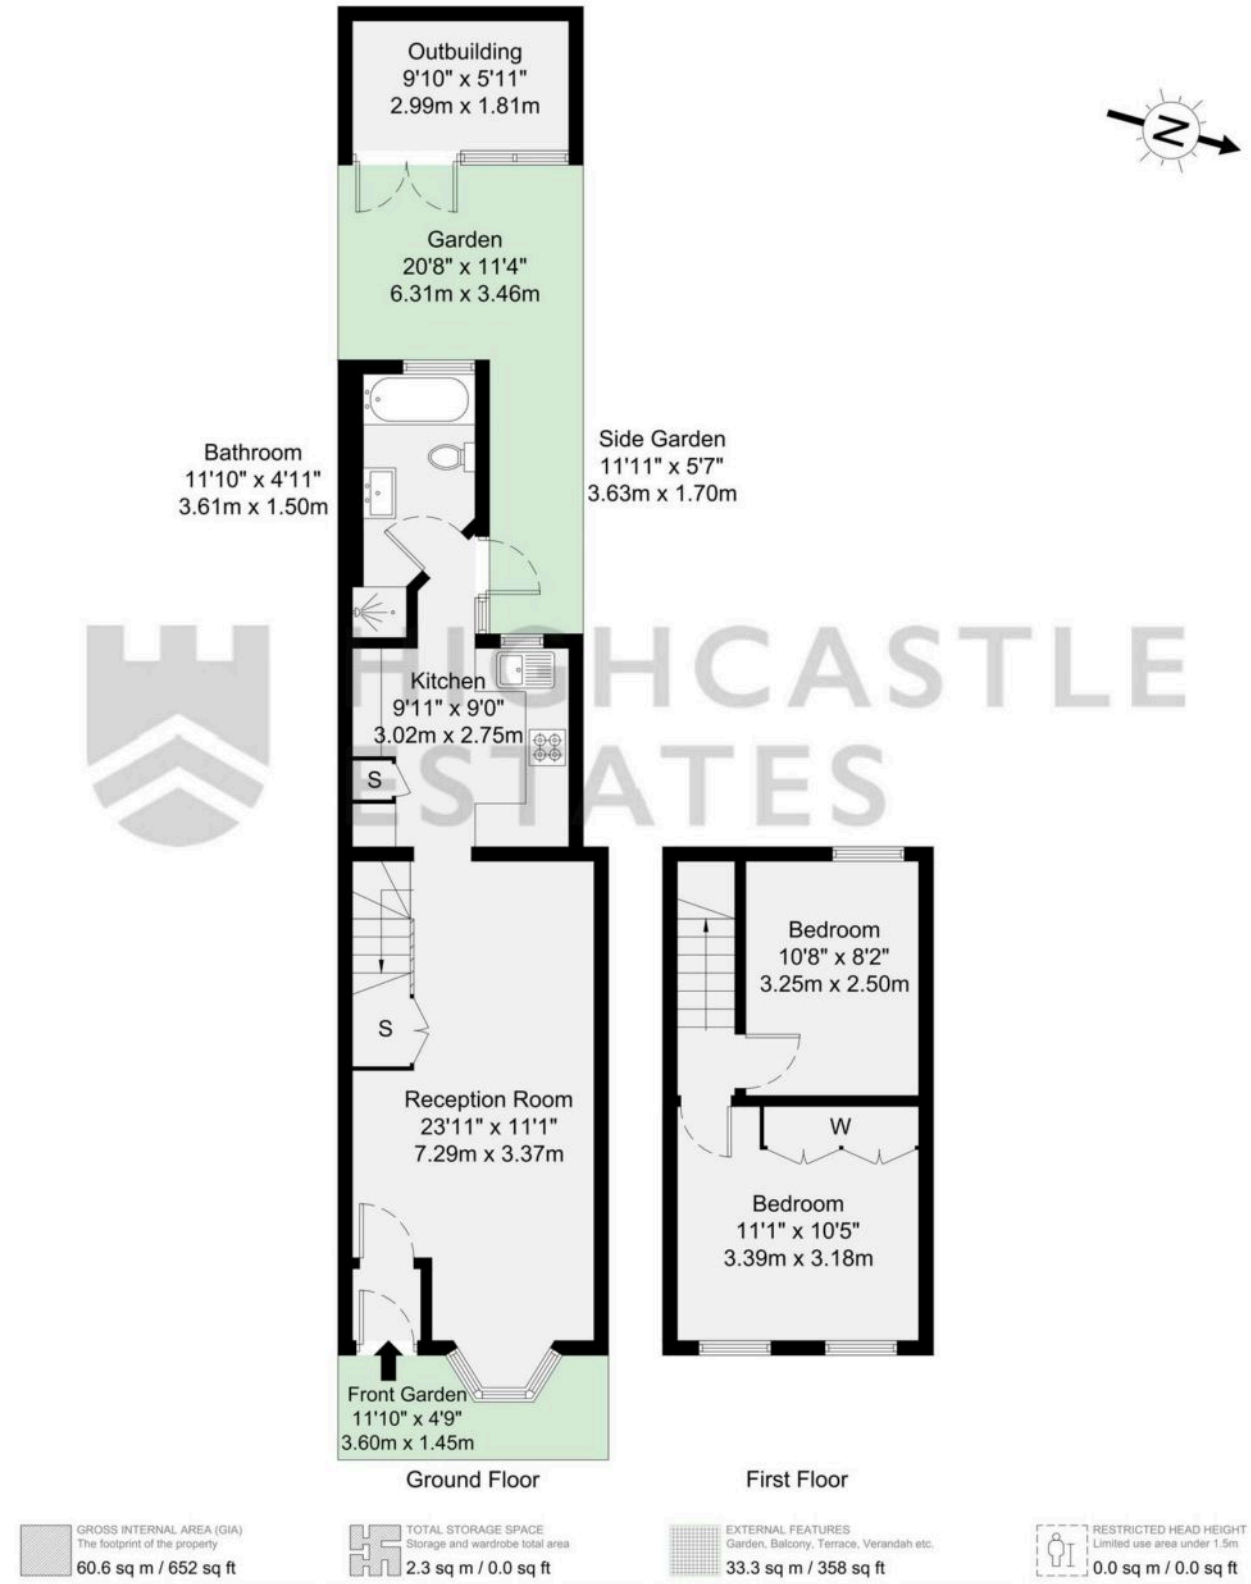 Outbuilding
9'10" x 5'11"
2.99m x 1.81m
N
Garden
20'8" x 11'4"
6.31m x 3.46m
Bathroom
11'10" x 4'11"
3.61m x 1.50m
Side Garden
11'11" x 5'7"
3.63m x 1.70m
HIGHCASTLE
ESTATES
Kitchen
9'11" x 9'0"
3.02m x 2.75m
S
S
Reception Room
23'11" x 11'1"
7.29m x 3.37m
Bedroom
10'8" x 8'2"
3.25m x 2.50m
W
Bedroom
11'1" x 10'5"
3.39m x 3.18m
Front Garden
11'10" x 4'9"
3.60m x 1.45m
Ground Floor
First Floor
GROSS INTERNAL AREA (GIA)
The footprint of the property
60.6 sq m / 652 sq ft
TOTAL STORAGE SPACE
Storage and wardrobe total area
2.3 sq m / 0.0 sq ft
EXTERNAL FEATURES
Garden, Balcony, Terrace, Verandah etc.
33.3 sq m / 358 sq ft
RESTRICTED HEAD HEIGHT
Limited use area under 1.5m
0.0 sq m / 0.0 sq ft